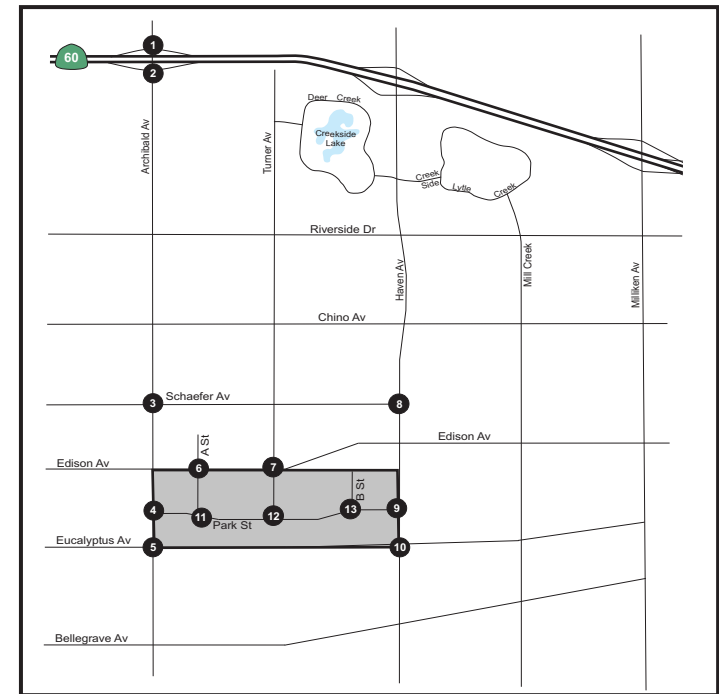 1
60
2
Deer Creek
Creekside
Lake
Archibald Av
Turner Av
Creek
Side
Lytle Creek
Riverside Dr
Haven Av
Mill Creek
Milliken Av
Chino Av
3
Schaefer Av
8
A St
Edison Av
Edison Av
6
7
B St
4
11
Park St
12
13
9
Eucalyptus Av
5
10
Bellegrave Av